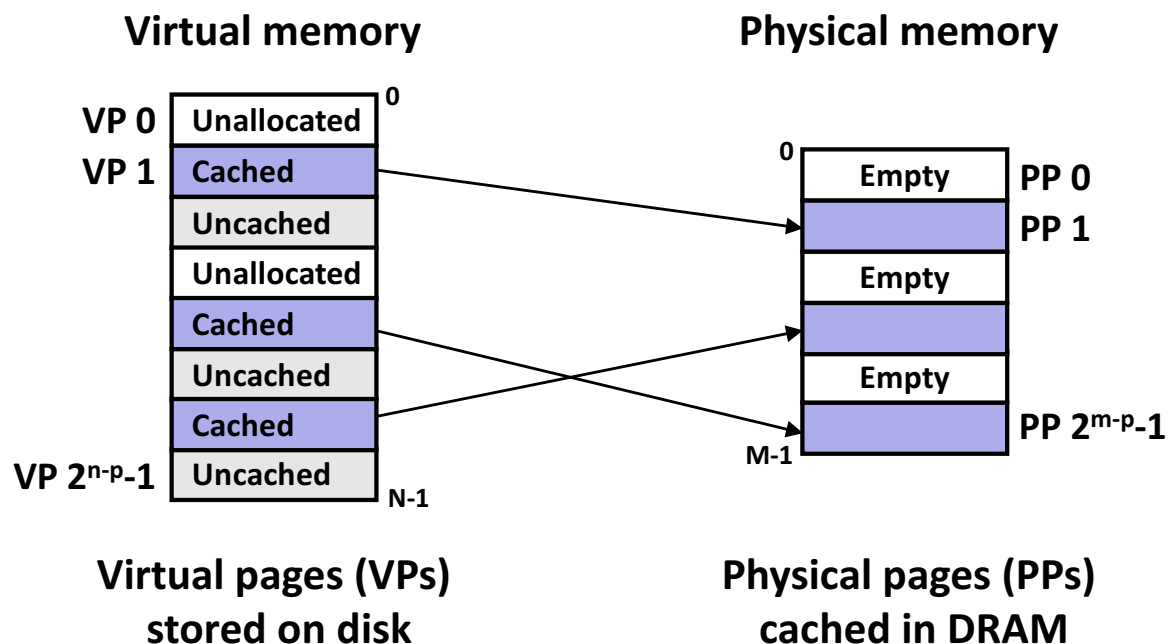 Virtual memory
Physical memory
0
VP 0
Unallocated
VP 1
Cached
Uncached
Unallocated
Cached
Uncached
Cached
VP 2ⁿ⁻ᵖ-1
Uncached
N-1
0
Empty
PP 0
PP 1
Empty
Empty
PP 2ᵐ⁻ᵖ-1
M-1
Virtual pages (VPs)
stored on disk
Physical pages (PPs)
cached in DRAM